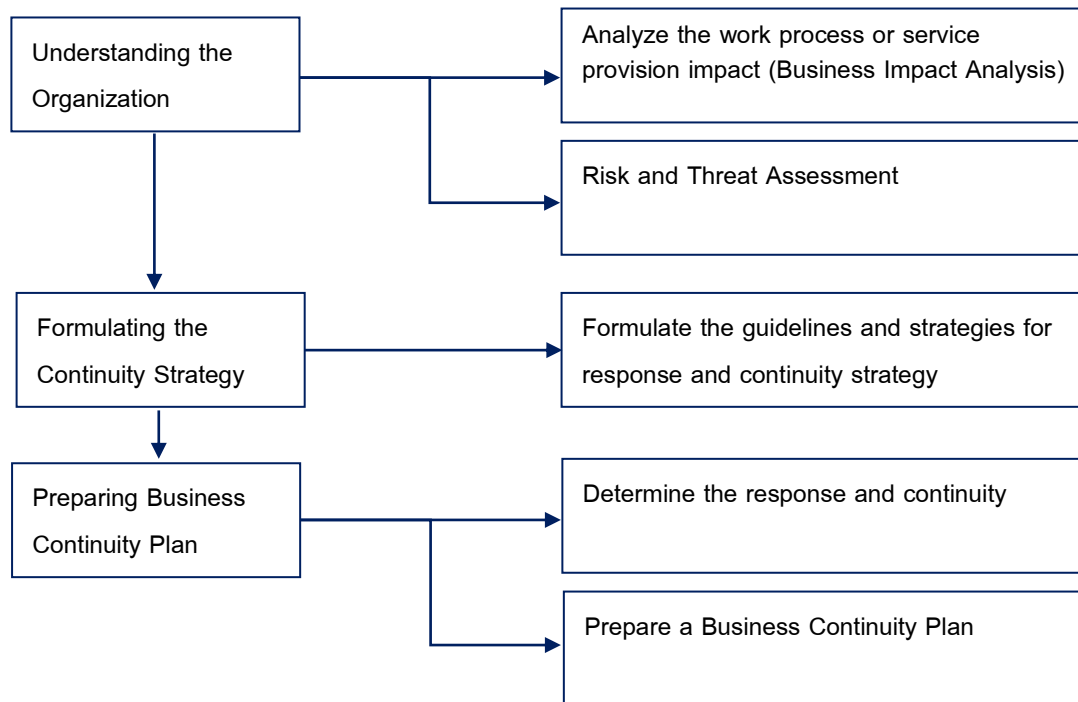 Understanding the
Organization
Analyze the work process or service
provision impact (Business Impact Analysis)
Risk and Threat Assessment
Formulating the
Continuity Strategy
Formulate the guidelines and strategies for
response and continuity strategy
Preparing Business
Continuity Plan
Determine the response and continuity
Prepare a Business Continuity Plan